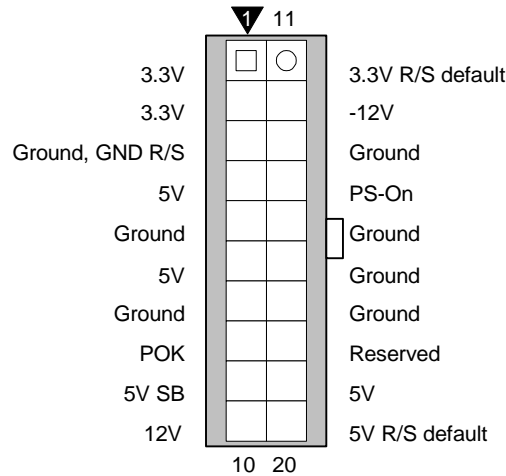 1 11
3.3V 3.3V R/S default
3.3V -12V
Ground, GND R/S Ground
5V PS-On
Ground Ground
5V Ground
Ground Ground
POK Reserved
5V SB 5V
12V 5V R/S default
10 20